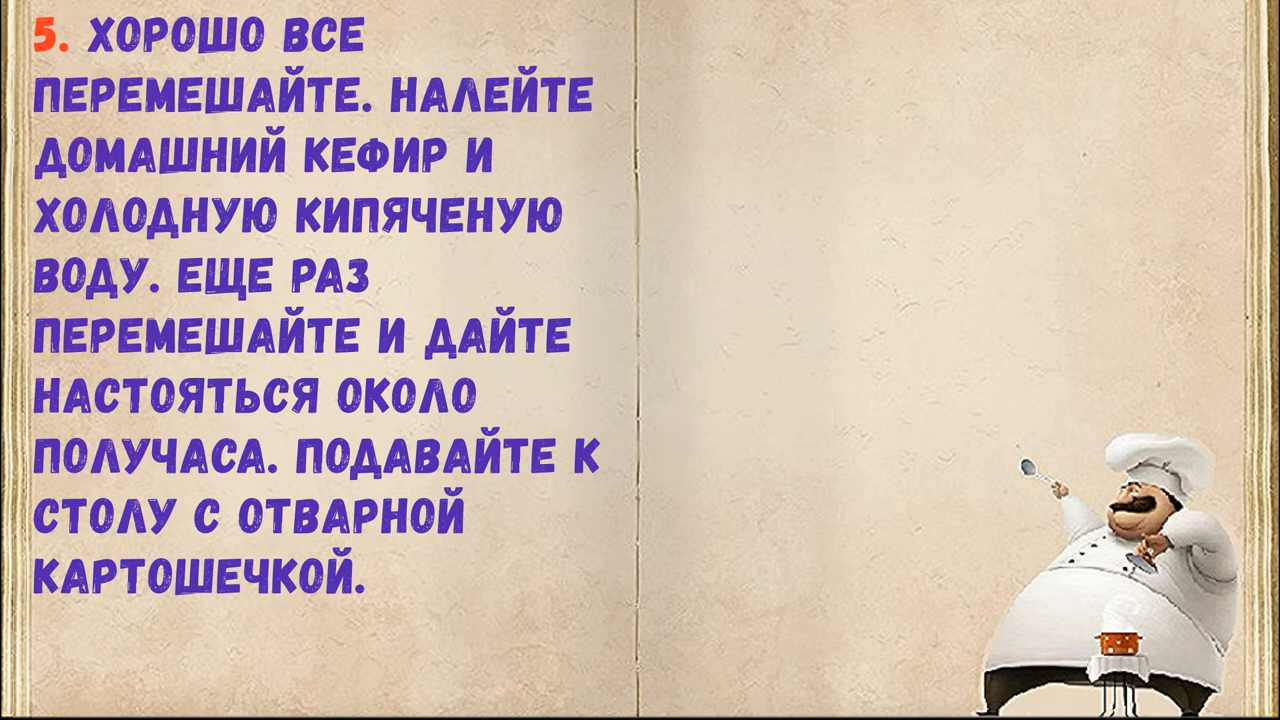 5. ХОРОШО ВСЕ
ПЕРЕМЕШАЙТЕ. НАЛЕЙТЕ
ДОМАШНИЙ КЕФИР И
ХОЛОДНУЮ КИПЯЧЕНУЮ
ВОДУ. ЕЩЕ РАЗ
ПЕРЕМЕШАЙТЕ И ДАЙТЕ
НАСТОЯТЬСЯ ОКОЛО
ПОЛУЧАСА. ПОДАВАЙТЕ К
СТОЛУ С ОТВАРНОЙ
КАРТОШЕЧКОЙ.